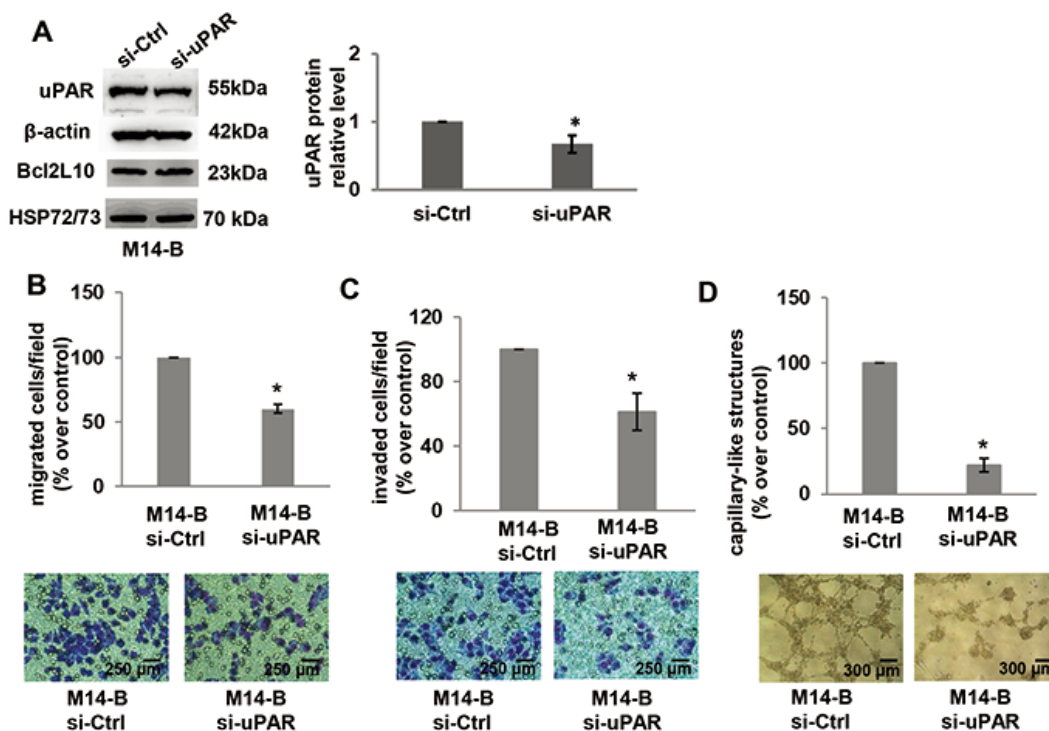 A
si-Ctrl
si-uPAR
uPAR
55kDa
β-actin
42kDa
Bcl2L10
23kDa
HSP72/73
70 kDa
M14-B
uPAR protein
relative level
2
1
0
*
si-Ctrl
si-uPAR
B
migrated cells/field
(% over control)
150
100
50
0
*
M14-B
si-Ctrl
M14-B
si-uPAR
250 µm
250 µm
M14-B
si-Ctrl
M14-B
si-uPAR
C
invaded cells/field
(% over control)
120
80
40
0
*
M14-B
si-Ctrl
M14-B
si-uPAR
250 µm
250 µm
M14-B
si-Ctrl
M14-B
si-uPAR
D
capillary-like structures
(% over control)
150
100
50
0
*
M14-B
si-Ctrl
M14-B
si-uPAR
300 µm
300 µm
M14-B
si-Ctrl
M14-B
si-uPAR